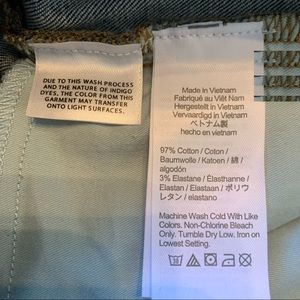 DUE TO THIS WASH PROCESS
AND THE NATURE OF INDIGO
DYES, THE COLOR FROM THIS
GARMENT MAY TRANSFER
ONTO LIGHT SURFACES.
Made in Vietnam
Fabriqué au Viet Nam
Hergestellt in Vietnam
Vervaardigd in Vietnam
ベトナム製
hecho en vietnam
97% Cotton / Coton /
Baumwolle / Katoen / 綿 /
algodón
3% Elastane / Élasthanne /
Elastan / Elastaan / ポリウ
レタン / elastano
Machine Wash Cold With Like
Colors. Non-Chlorine Bleach
Only. Tumble Dry Low. Iron on
Lowest Setting.